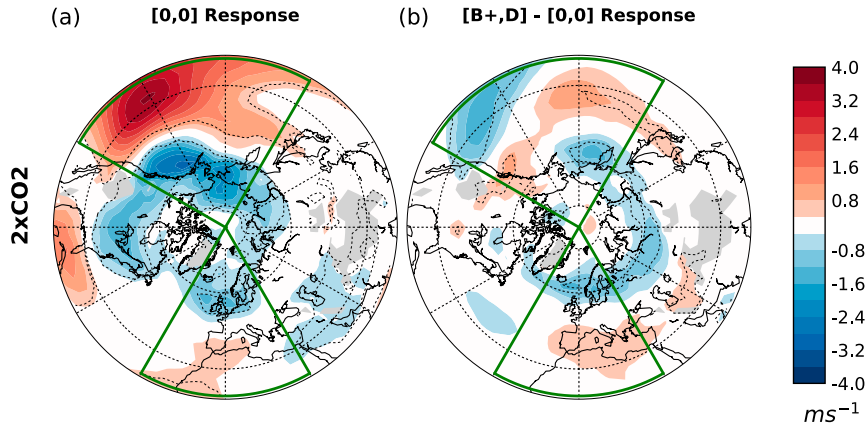 (a) [0,0] Response
(b) [B+,D] - [0,0] Response
2xCO2
4.0
3.2
2.4
1.6
0.8
-0.8
-1.6
-2.4
-3.2
-4.0
ms⁻¹